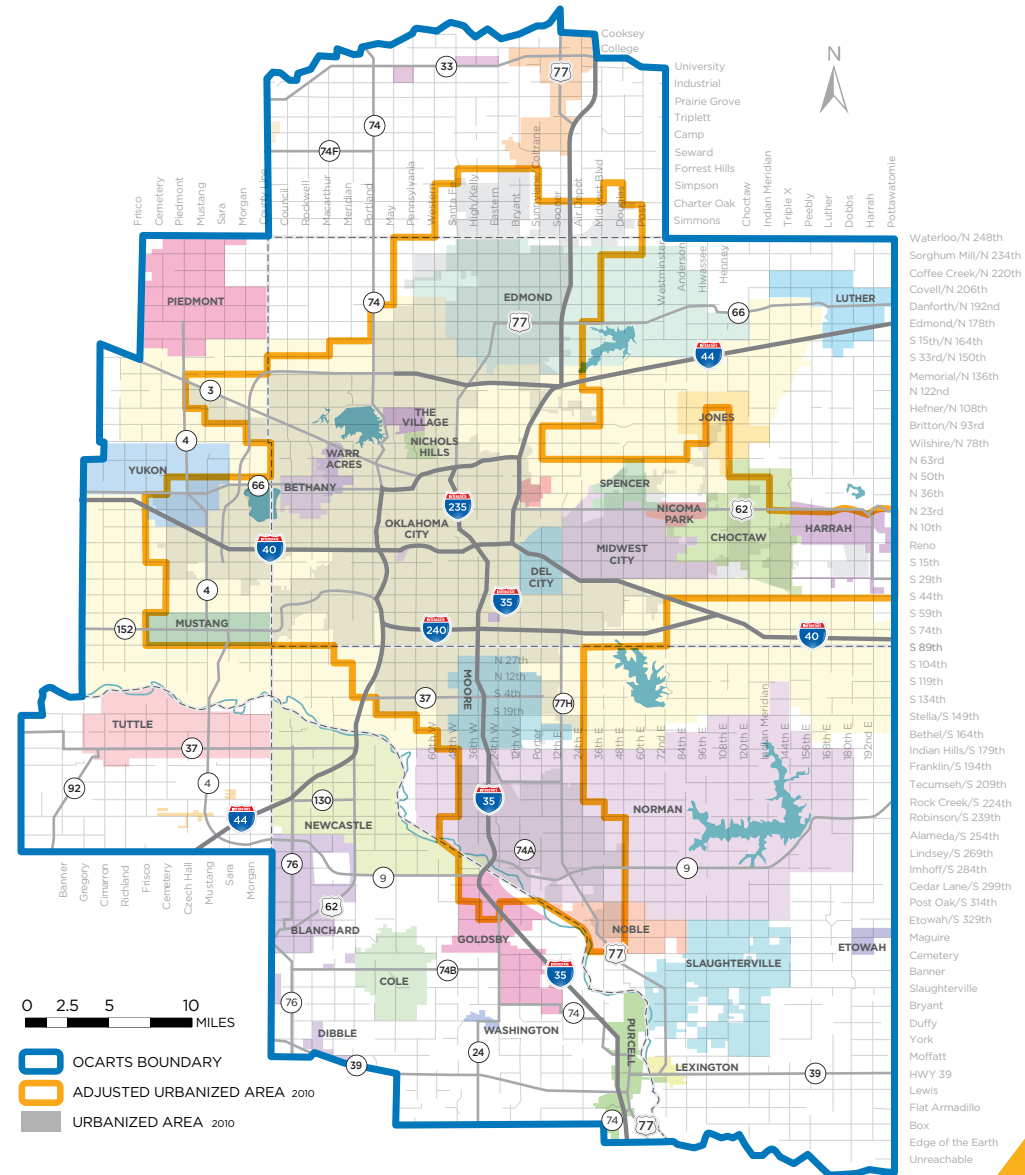 Cooksey
College
University
Industrial
Prairie Grove
Triplett
Camp
Seward
Forrest Hills
Simpson
Charter Oak
Simmons
N
33
77
74
74F
Frisco
Cemetery
Piedmont
Mustang
Sara
Morgan
County Line
Council
Rockwell
Macarthur
Meridian
Portland
May
Pennsylvania
Western
Santa Fe
High/Kelly
Eastern
Bryant
Sunnylane/Coltrane
Sooner
Air Depot
Midwest Blvd
Douglas
Post
Westminster
Anderson
Hiwassee
Henney
Choctaw
Indian Meridian
Triple X
Peebly
Luther
Dobbs
Harrah
Pottawatomie
Waterloo/N 248th
Sorghum Mill/N 234th
Coffee Creek/N 220th
Covell/N 206th
Danforth/N 192nd
Edmond/N 178th
S 15th/N 164th
S 33rd/N 150th
Memorial/N 136th
N 122nd
Hefner/N 108th
Britton/N 93rd
Wilshire/N 78th
N 63rd
N 50th
N 36th
N 23rd
N 10th
Reno
S 15th
S 29th
S 44th
S 59th
S 74th
S 89th
S 104th
S 119th
S 134th
Stella/S 149th
Bethel/S 164th
Indian Hills/S 179th
Franklin/S 194th
Tecumseh/S 209th
Rock Creek/S 224th
Robinson/S 239th
Alameda/S 254th
Lindsey/S 269th
Imhoff/S 284th
Cedar Lane/S 299th
Post Oak/S 314th
Etowah/S 329th
Maguire
Cemetery
Banner
Slaughterville
Bryant
Duffy
York
Moffatt
HWY 39
Lewis
Flat Armadillo
Box
Edge of the Earth
Unreachable
PIEDMONT
EDMOND
LUTHER
74
77
66
44
3
4
JONES
THE
VILLAGE
NICHOLS
HILLS
WARR
ACRES
YUKON
66
BETHANY
235
SPENCER
NICOMA
PARK
62
CHOCTAW
HARRAH
OKLAHOMA
CITY
MIDWEST
CITY
DEL
CITY
40
35
4
240
152
MUSTANG
40
N 27th
N 12th
S 4th
S 19th
MOORE
37
77H
60th W
48th W
36th W
24th W
12th W
Porter
12th E
24th E
36th E
48th E
60th E
72nd E
84th E
96th E
108th E
120th E
Indian Meridian
144th E
156th E
168th E
180th E
192nd E
TUTTLE
37
92
4
44
130
NEWCASTLE
35
NORMAN
74A
9
9
76
Banner
Gregory
Cimarron
Richland
Frisco
Cemetery
Czech Hall
Mustang
Sara
Morgan
62
BLANCHARD
GOLDSBY
NOBLE
77
ETOWAH
SLAUGHTERVILLE
COLE
74B
35
76
74
WASHINGTON
DIBBLE
24
39
PURCELL
LEXINGTON
39
74
77
0 2.5 5 10
MILES
OCARTS BOUNDARY
ADJUSTED URBANIZED AREA 2010
URBANIZED AREA 2010